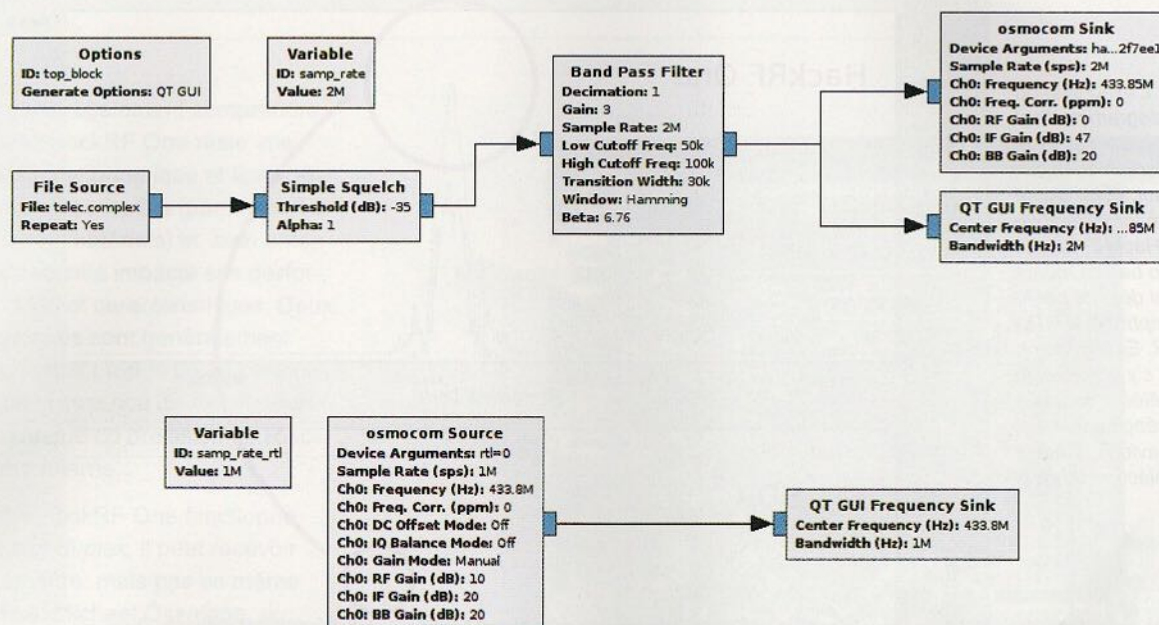 Options
ID: top_block
Generate Options: QT GUI
Variable
ID: samp_rate
Value: 2M
File Source
File: telec.complex
Repeat: Yes
Simple Squelch
Threshold (dB): -35
Alpha: 1
Band Pass Filter
Decimation: 1
Gain: 3
Sample Rate: 2M
Low Cutoff Freq: 50k
High Cutoff Freq: 100k
Transition Width: 30k
Window: Hamming
Beta: 6.76
osmocom Sink
Device Arguments: ha...2f7ee1
Sample Rate (sps): 2M
Ch0: Frequency (Hz): 433.85M
Ch0: Freq. Corr. (ppm): 0
Ch0: RF Gain (dB): 0
Ch0: IF Gain (dB): 47
Ch0: BB Gain (dB): 20
QT GUI Frequency Sink
Center Frequency (Hz): ...85M
Bandwidth (Hz): 2M
Variable
ID: samp_rate_rtl
Value: 1M
osmocom Source
Device Arguments: rtl=0
Sample Rate (sps): 1M
Ch0: Frequency (Hz): 433.8M
Ch0: Freq. Corr. (ppm): 0
Ch0: DC Offset Mode: Off
Ch0: IQ Balance Mode: Off
Ch0: Gain Mode: Manual
Ch0: RF Gain (dB): 10
Ch0: IF Gain (dB): 20
Ch0: BB Gain (dB): 20
QT GUI Frequency Sink
Center Frequency (Hz): 433.8M
Bandwidth (Hz): 1M